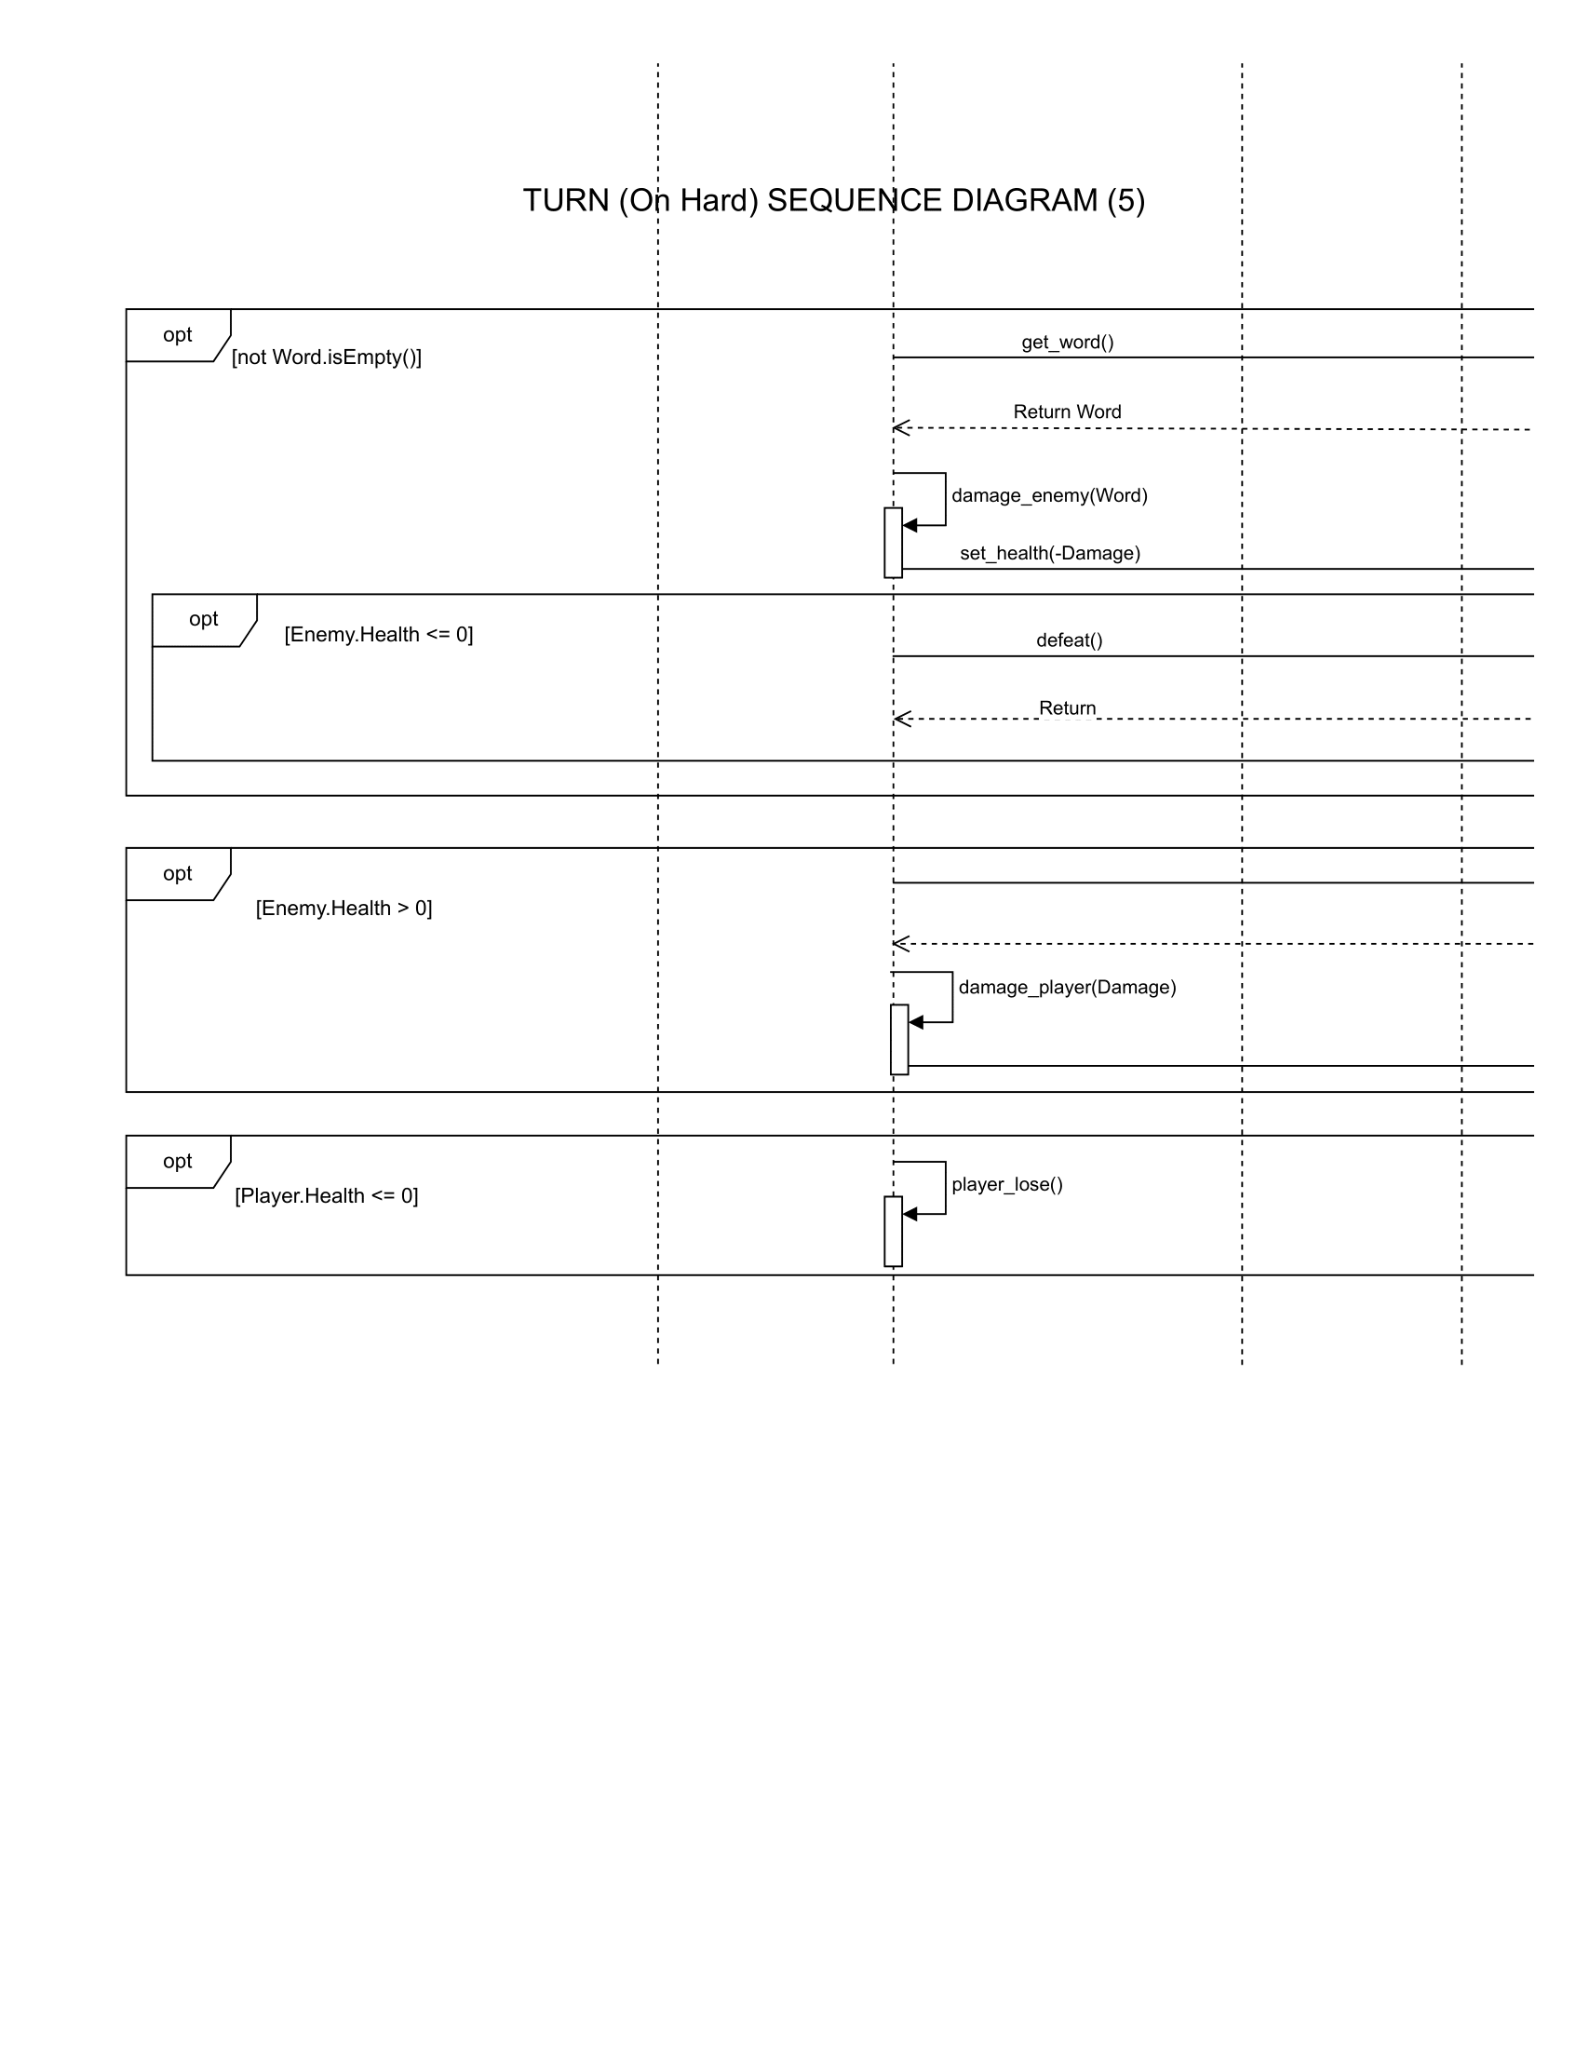 TURN (On Hard) SEQUENCE DIAGRAM (5)
opt
[not Word.isEmpty()]
get_word()
Return Word
damage_enemy(Word)
set_health(-Damage)
opt
[Enemy.Health <= 0]
defeat()
Return
opt
[Enemy.Health > 0]
damage_player(Damage)
opt
[Player.Health <= 0]
player_lose()